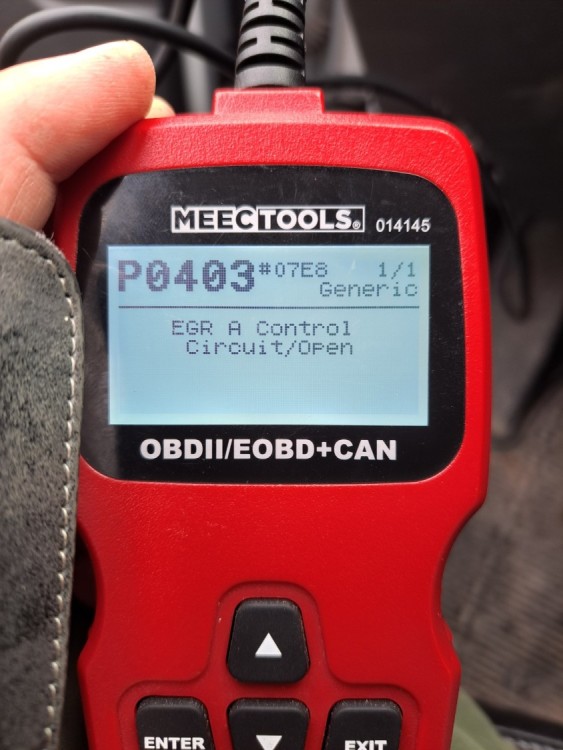 MEECTOOLS® 014145
P0403 #07E8 1/1
Generic
EGR A Control
Circuit/Open
OBDII/EOBD+CAN
ENTER
EXIT